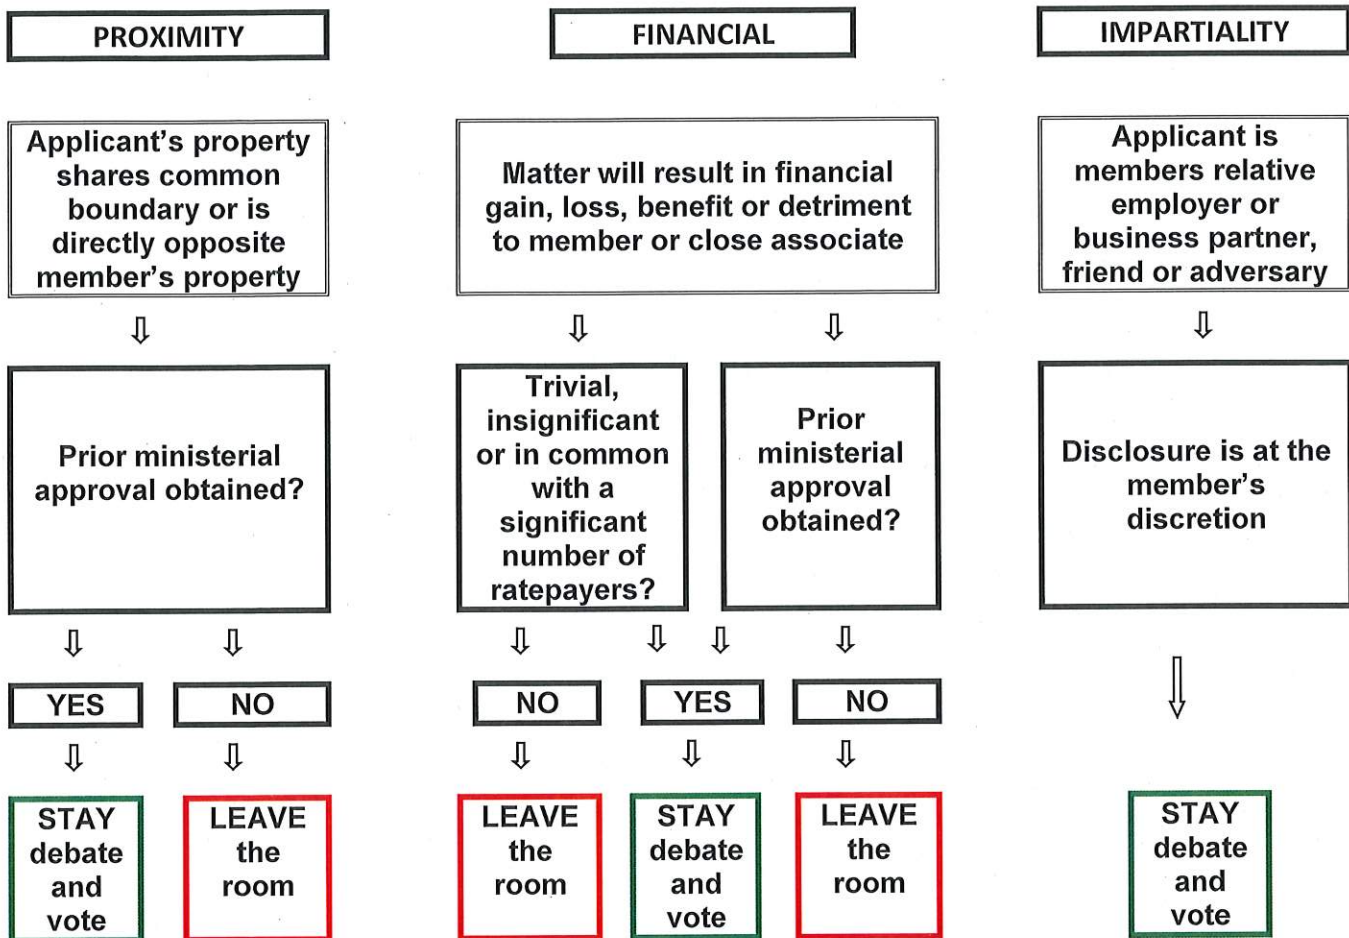 PROXIMITY
Applicant's property
shares common
boundary or is
directly opposite
member's property
Prior ministerial
approval obtained?
YES
NO
STAY
debate
and
vote
LEAVE
the
room
FINANCIAL
Matter will result in financial
gain, loss, benefit or detriment
to member or close associate
Trivial,
insignificant
or in common
with a
significant
number of
ratepayers?
Prior
ministerial
approval
obtained?
NO
YES
NO
LEAVE
the
room
STAY
debate
and
vote
LEAVE
the
room
IMPARTIALITY
Applicant is
members relative
employer or
business partner,
friend or adversary
Disclosure is at the
member's
discretion
STAY
debate
and
vote